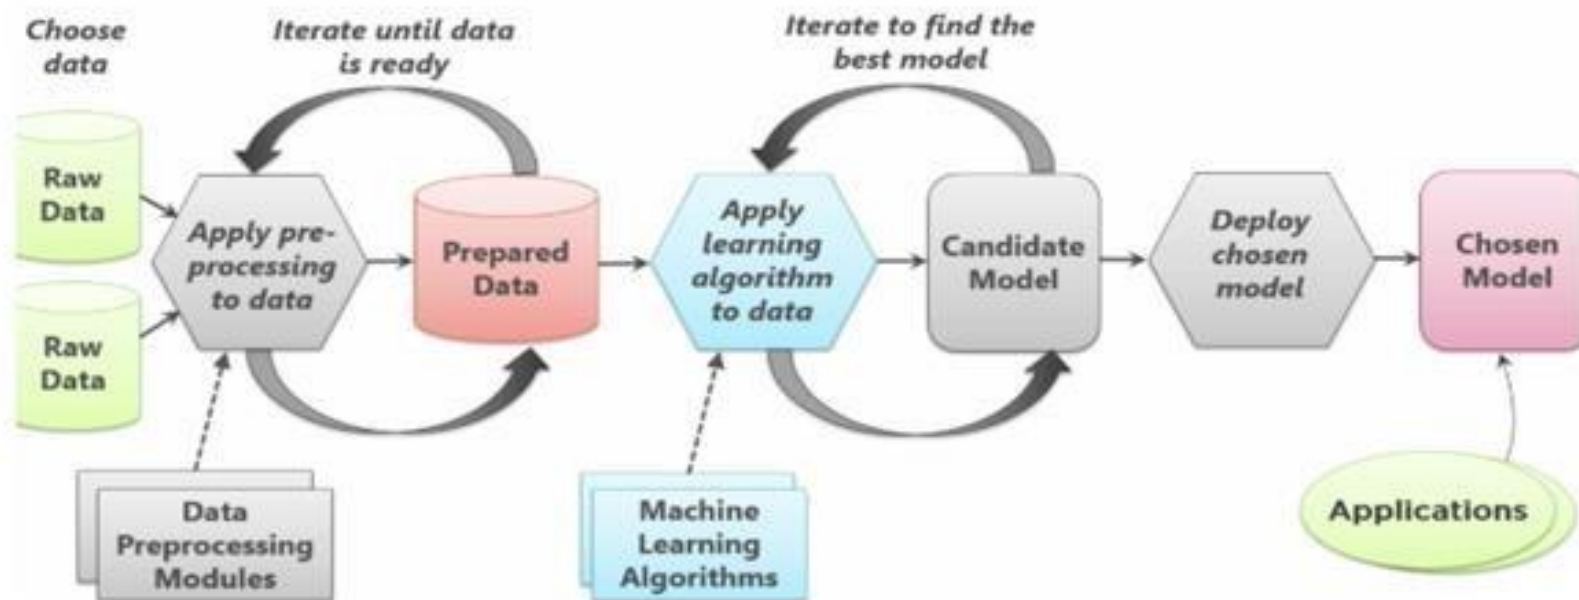 Choose
data
Iterate until data
is ready
Iterate to find the
best model
Raw
Data
Raw
Data
Apply pre-
processing
to data
Prepared
Data
Apply
learning
algorithm
to data
Candidate
Model
Deploy
chosen
model
Chosen
Model
Data
Preprocessing
Modules
Machine
Learning
Algorithms
Applications